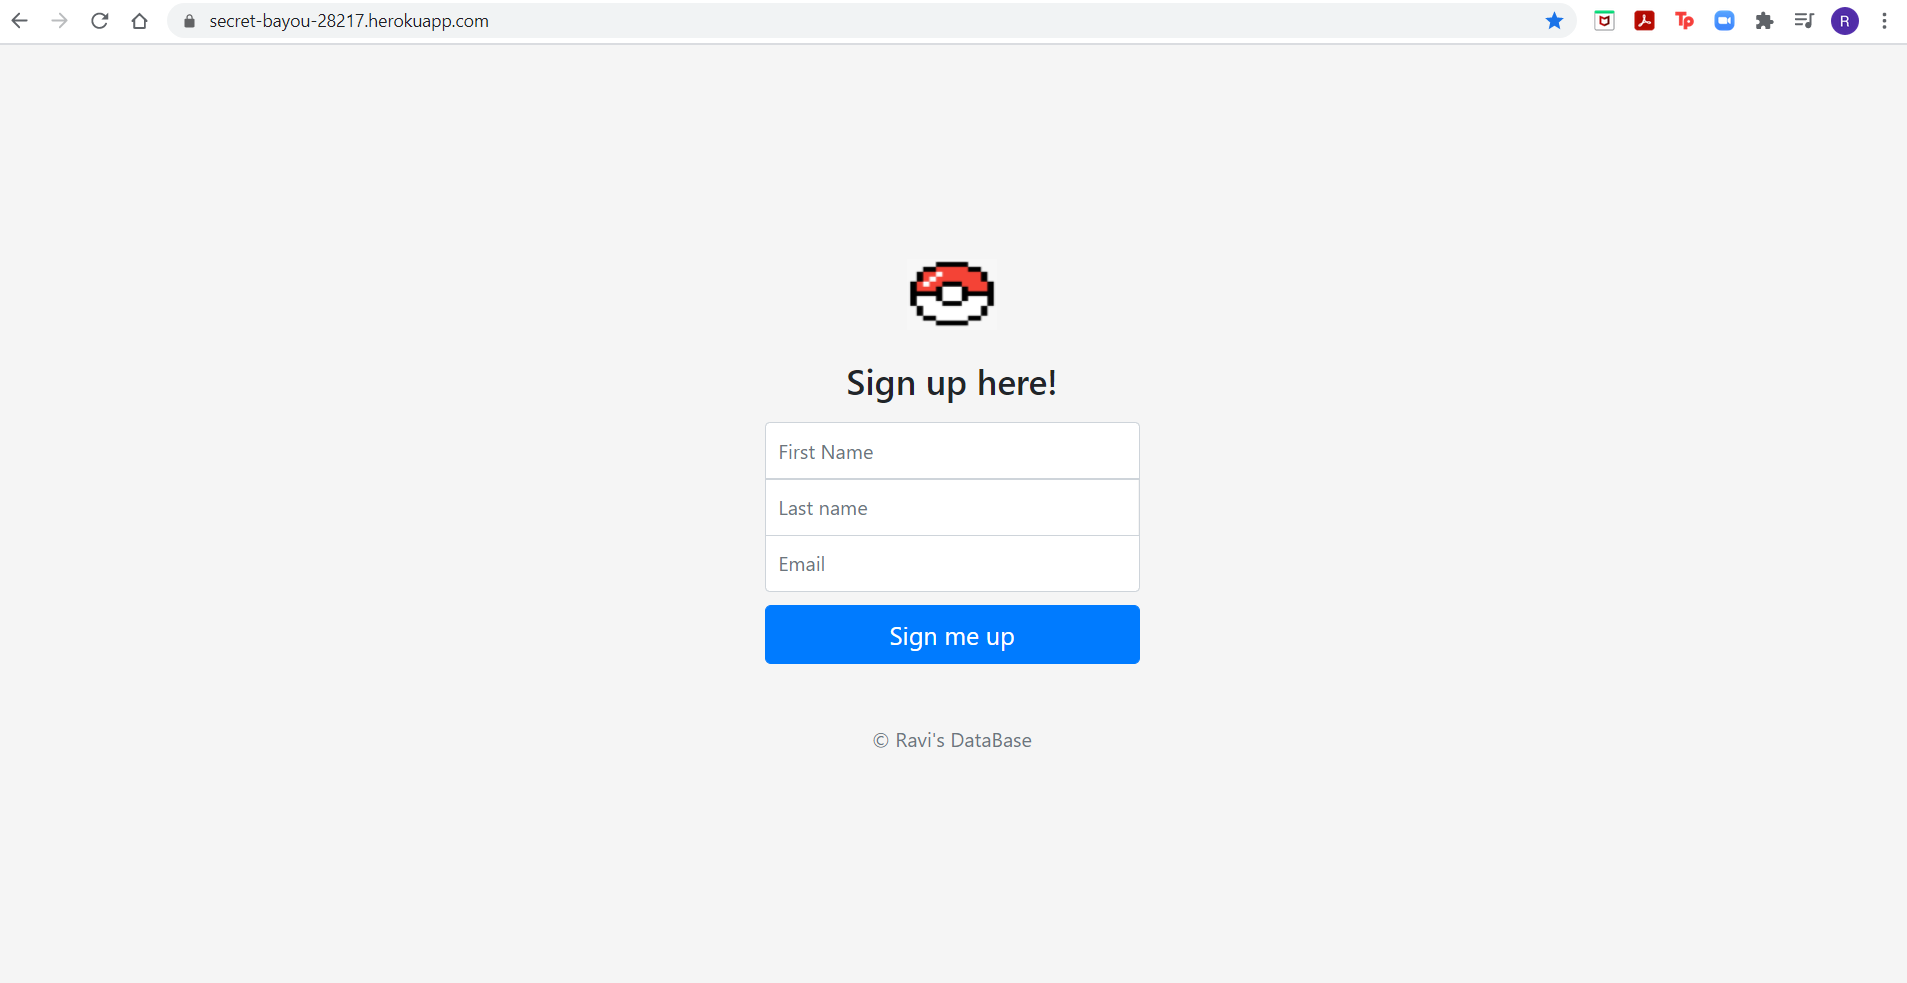 secret-bayou-28217.herokuapp.com
Tp
R
Sign up here!
First Name
Last name
Email
Sign me up
© Ravi's DataBase